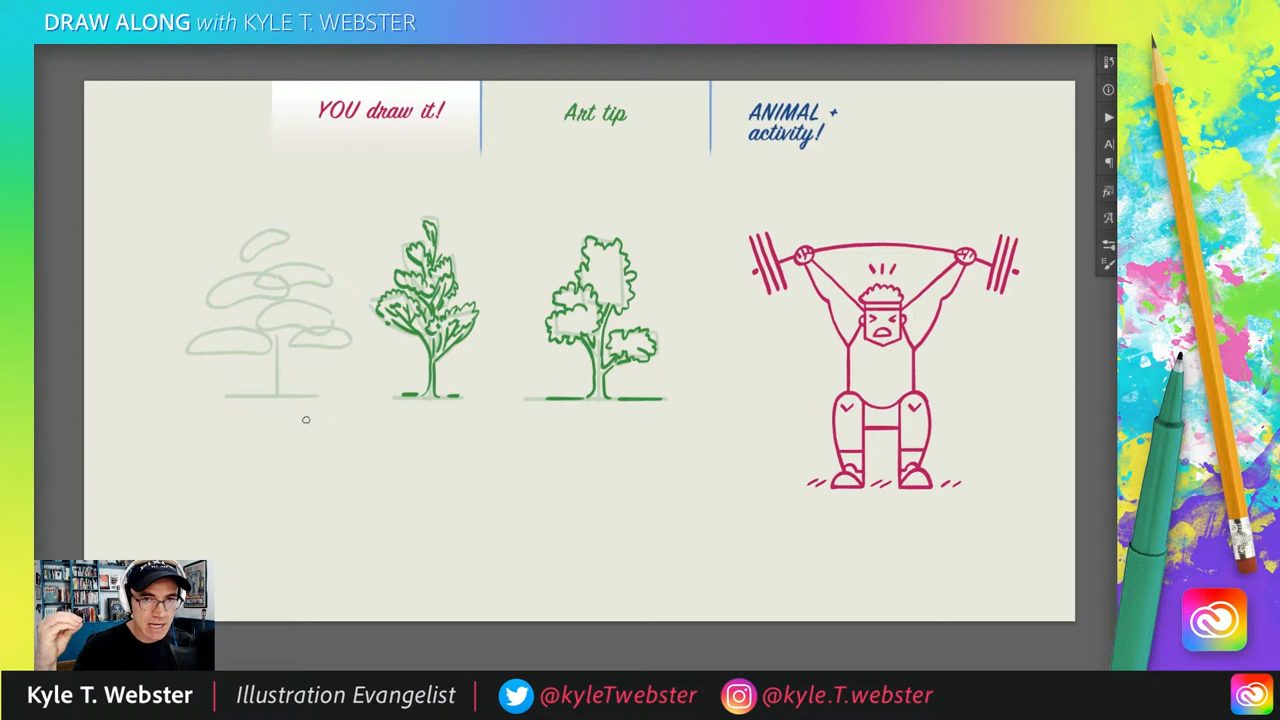 DRAW ALONG with KYLE T. WEBSTER
YOU draw it!
Art tip
ANIMAL +
activity!
Kyle T. Webster | Illustration Evangelist | @kyleTwebster @kyle.T.webster